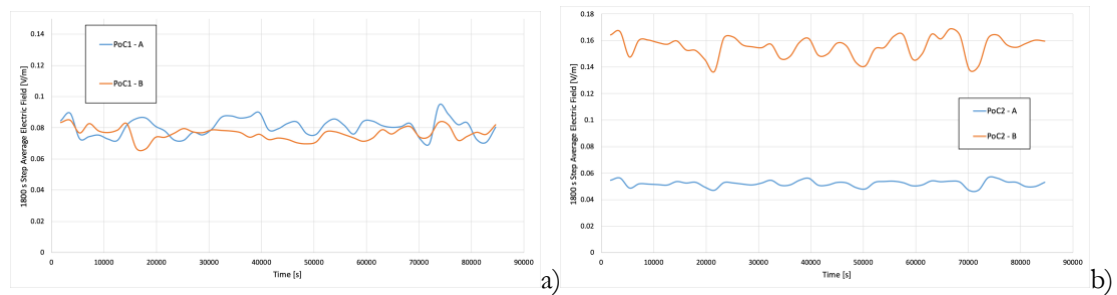 0.14
0.12
0.1
0.08
0.06
0.04
0.02
0
1800 s Step Average Electric Field [V/m]
PoC1 - A
PoC1 - B
0 10000 20000 30000 40000 50000 60000 70000 80000 90000
Time [s]
a)
0.18
0.16
0.14
0.12
0.1
0.08
0.06
0.04
0.02
0
1800 s Step Average Electric Field [V/m]
PoC2 - A
PoC2 - B
0 10000 20000 30000 40000 50000 60000 70000 80000 90000
Time [s]
b)